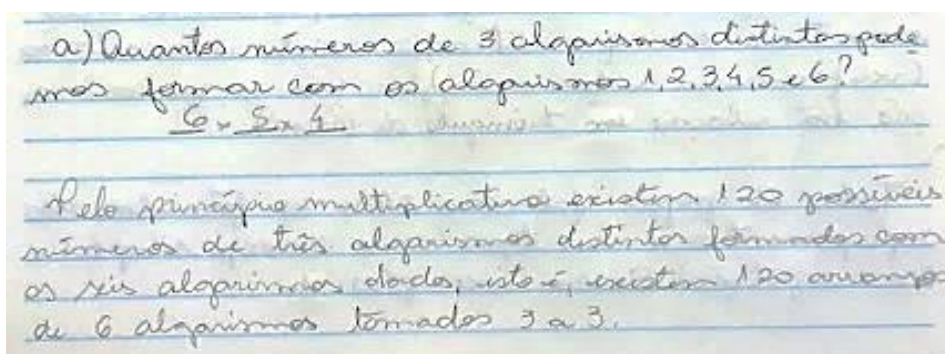 a) Quantos números de 3 algarismos distintos pode
mos formar com os algarismos 1,2,3,4,5 e 6?
6 x 5 x 4
Pelo princípio multiplicativo existem 120 possíveis
números de três algarismos distintos formados com
os seis algarismos dados, isto é, existem 120 arranjos
de 6 algarismos tomados 3 a 3.